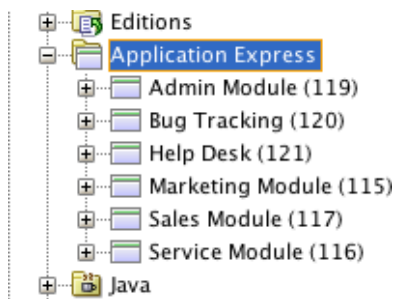 Editions
Application Express
Admin Module (119)
Bug Tracking (120)
Help Desk (121)
Marketing Module (115)
Sales Module (117)
Service Module (116)
Java